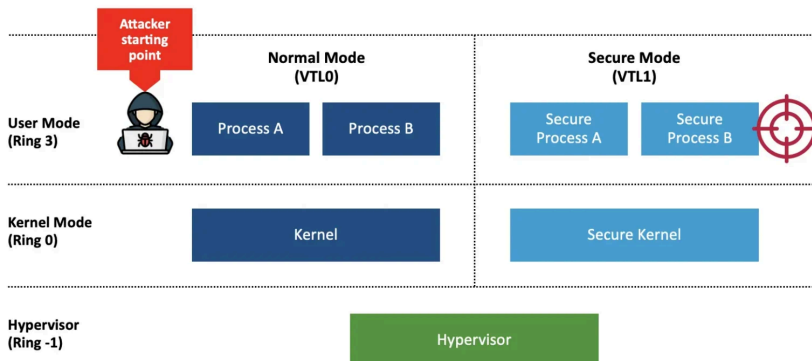 Attacker
starting
point
Normal Mode
(VTL0)
Secure Mode
(VTL1)
User Mode
(Ring 3)
Process A
Process B
Secure
Process A
Secure
Process B
Kernel Mode
(Ring 0)
Kernel
Secure Kernel
Hypervisor
(Ring -1)
Hypervisor